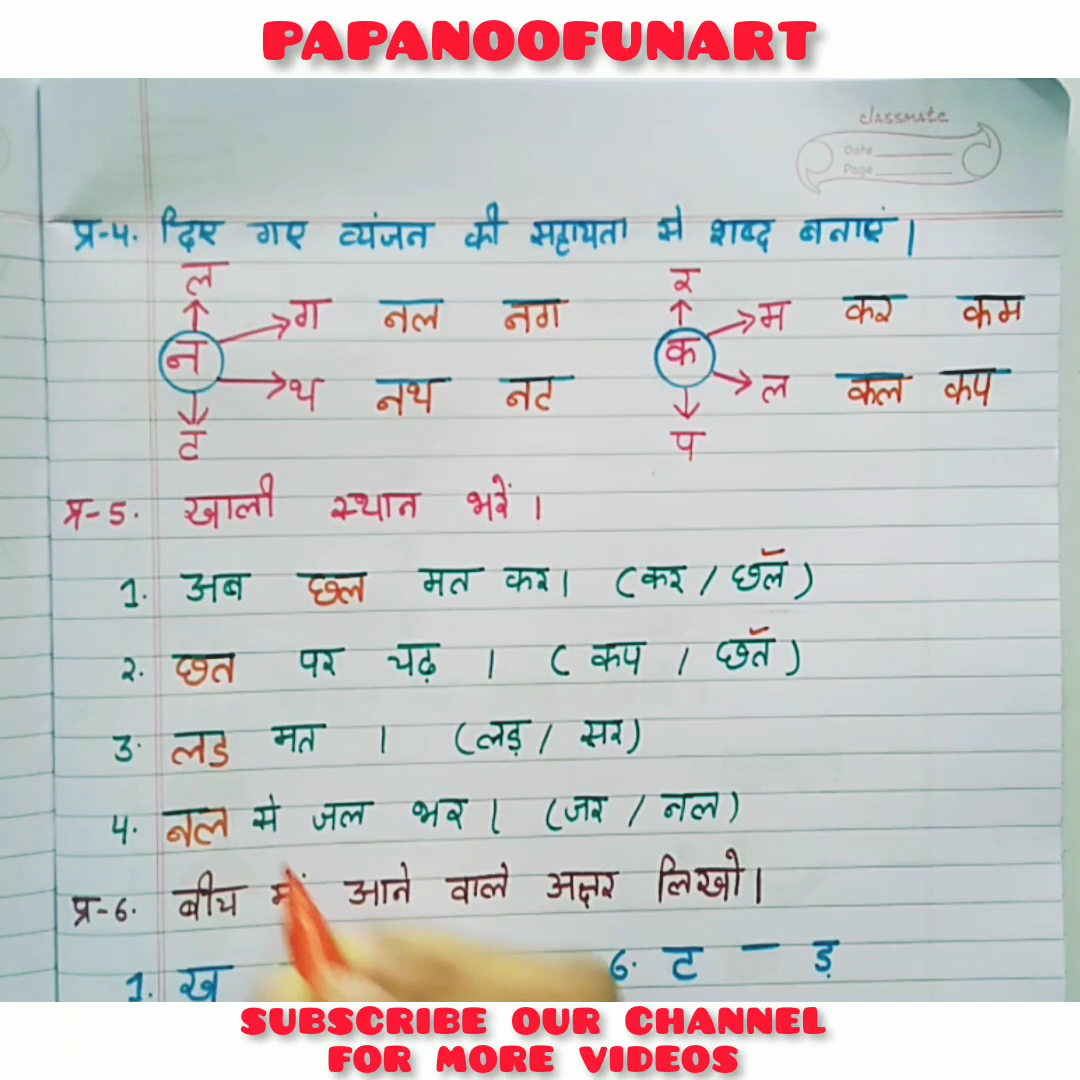 PAPANOOFUNART
classmate
Date
Page
प्र-4. दिए गए व्यंजन की सहायता से शब्द बनाएं।
ल र
ग नल नग म कर कम
न क
थ नथ नट ल कल कप
ट प
प्र-5. खाली स्थान भरें।
1. अब छल मत कर। (कर / छल)
2. छत पर चढ़ । ( कप / छत )
3. लड मत । (लड़ / सर)
4. नल से जल भर। (जर / नल)
प्र-6. बीच में आने वाले अक्षर लिखो।
1. ख 6. ट — ड़
SUBSCRIBE OUR CHANNEL
FOR MORE VIDEOS